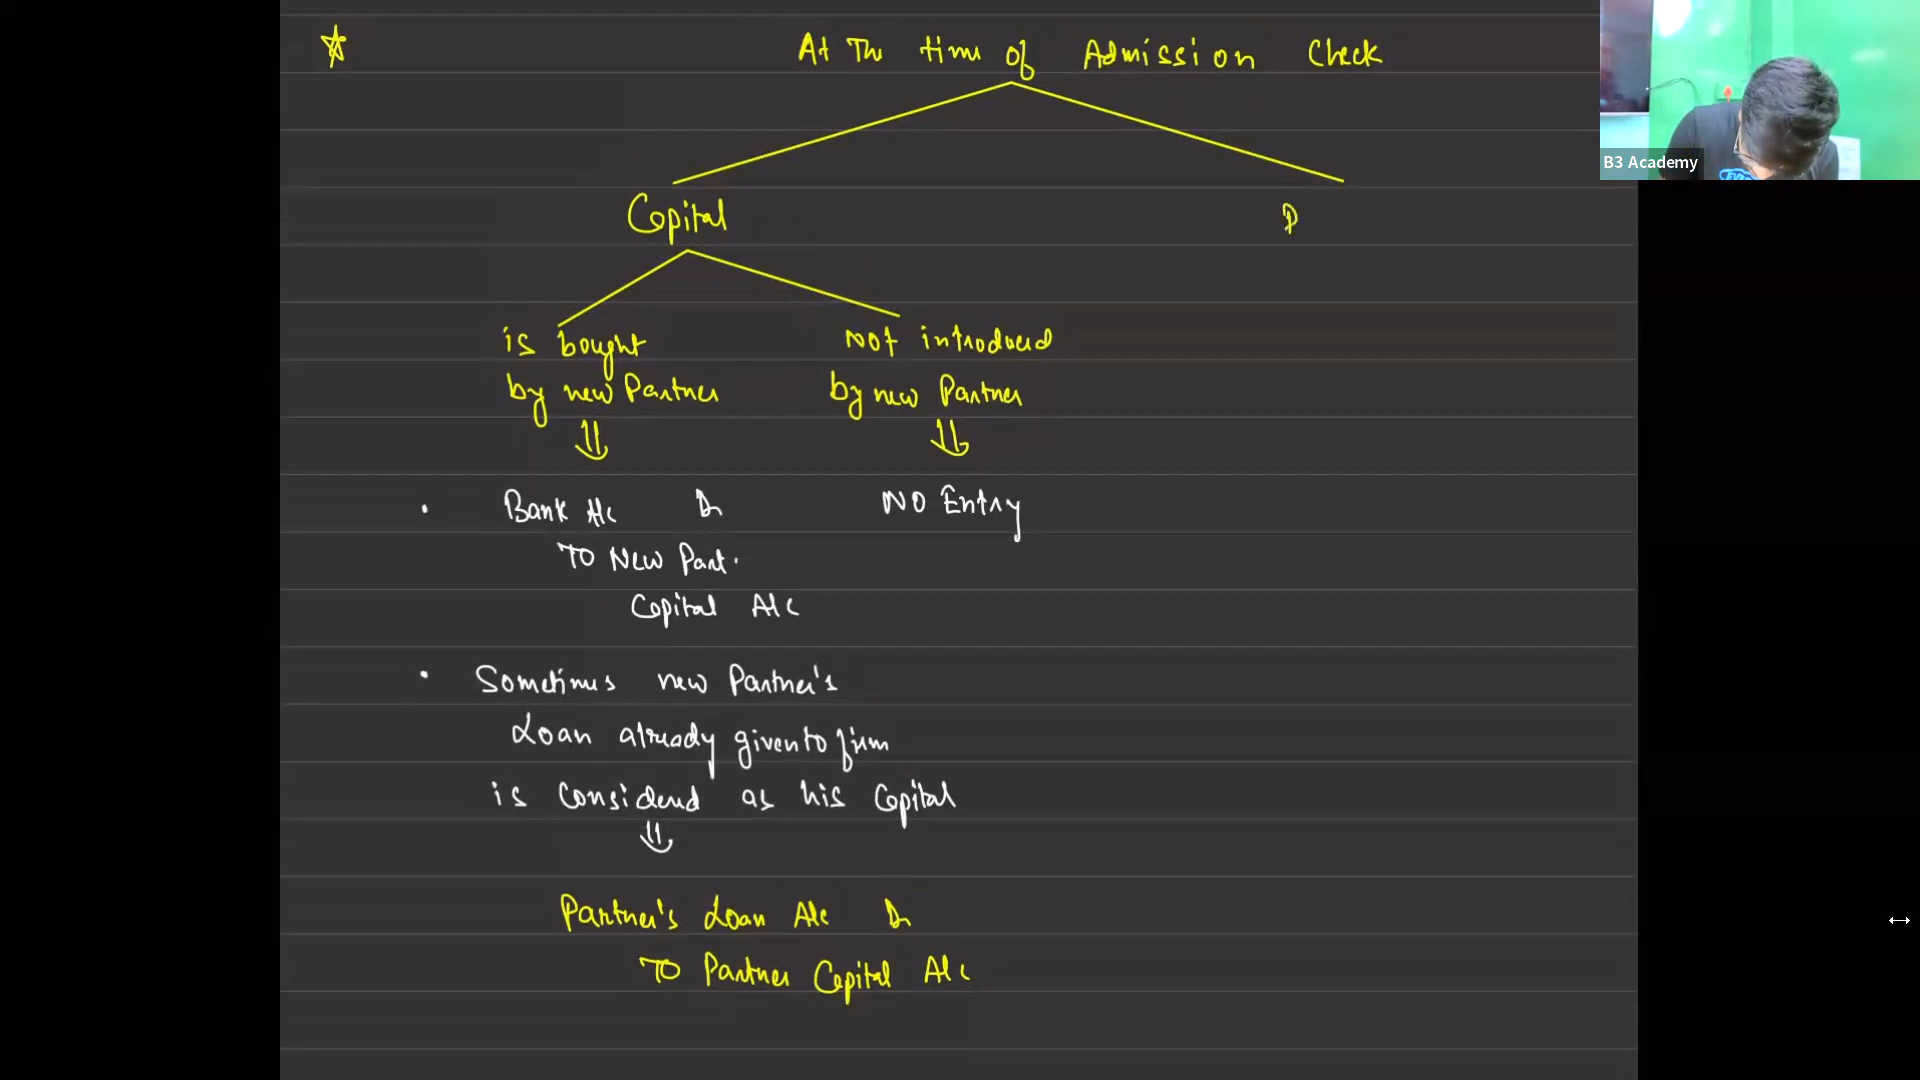 At The time of Admission Check
B3 Academy
Capital
P
is bought
by new Partner
Not introduced
by new Partner
Bank A/c Dr
To New Part.
Capital A/c
NO Entry
Sometimes new Partner's
Loan already given to firm
is considered as his Capital
Partner's Loan A/c Dr
To Partner Capital A/c